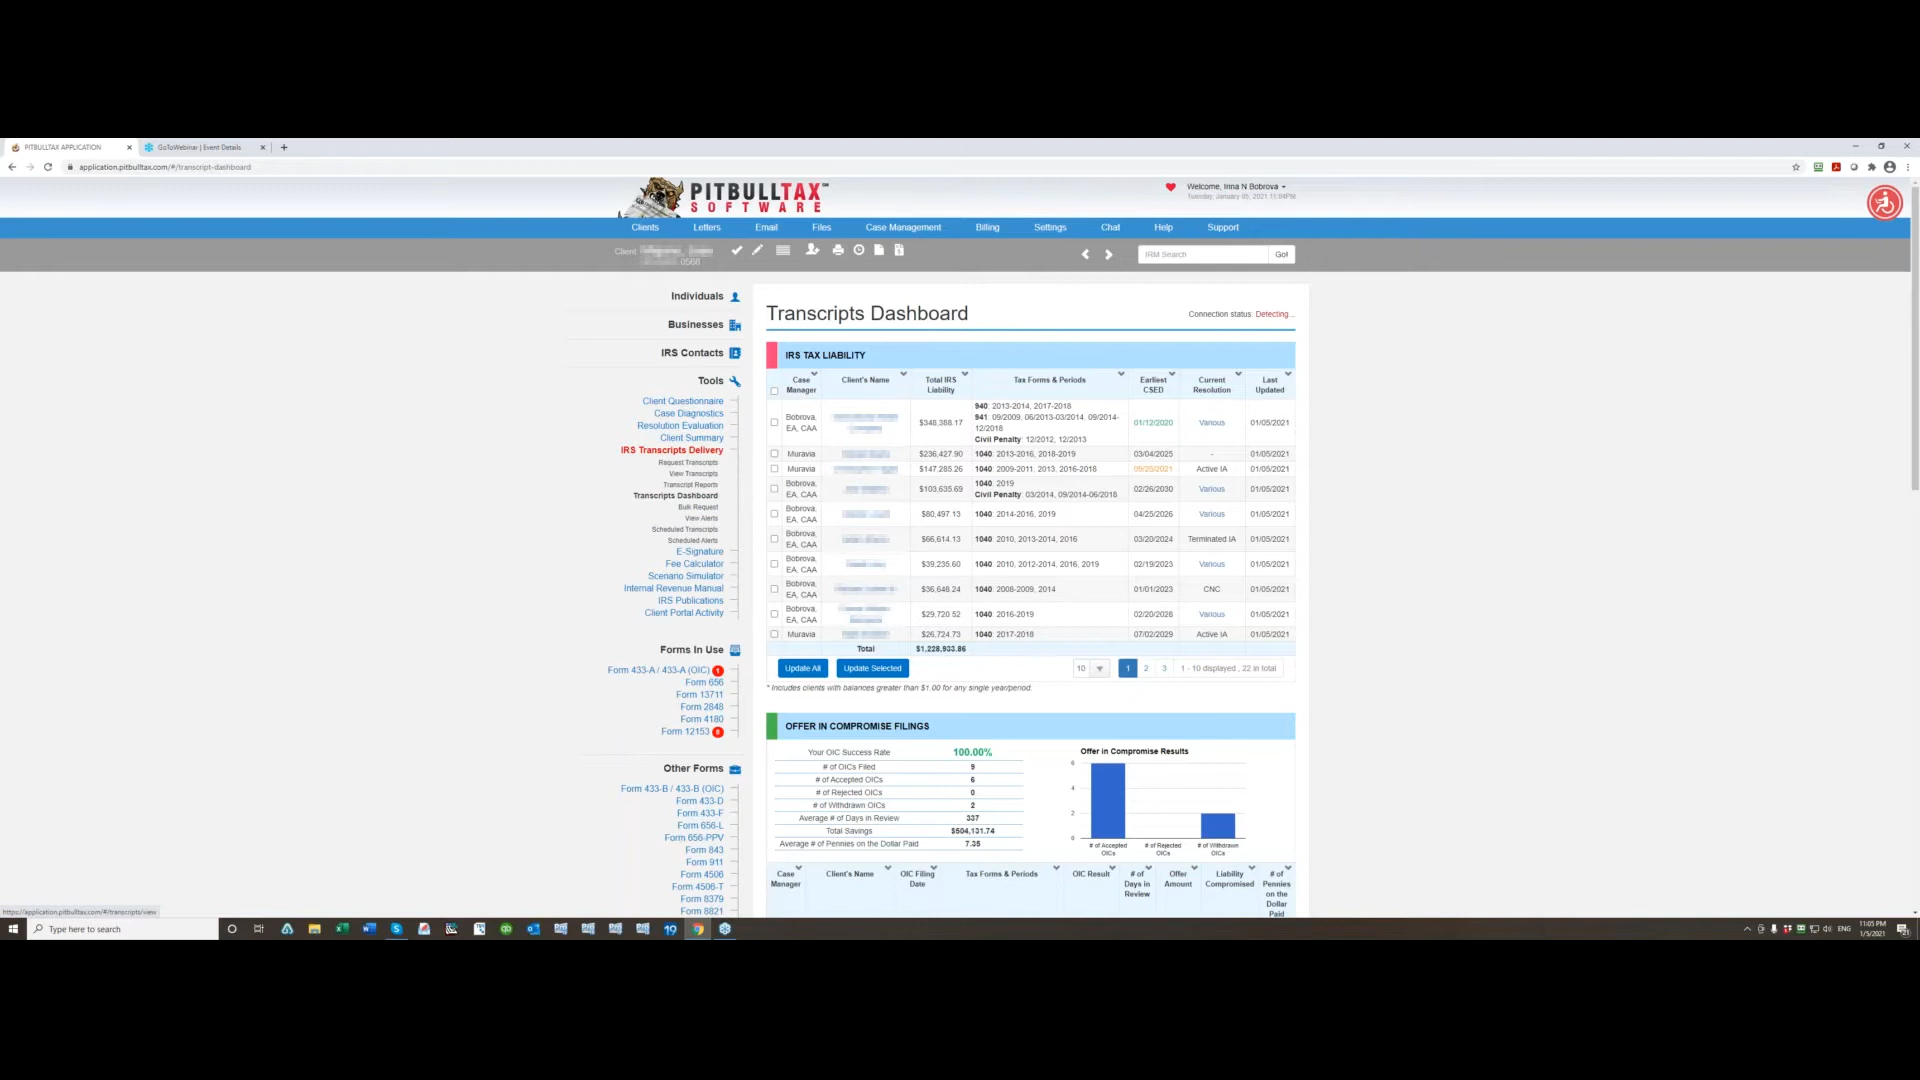 PITBULLTAX APPLICATION
GoToWebinar | Event Details
application.pitbulltax.com/#/transcript-dashboard
PITBULLTAX™
SOFTWARE
Welcome, Irina N Bobrova
Tuesday, January 05, 2021 11:04PM
Clients Letters Email Files Case Management Billing Settings Chat Help Support
Client
0568
IRM Search Go!
Individuals
Businesses
IRS Contacts
Tools
Client Questionnaire
Case Diagnostics
Resolution Evaluation
Client Summary
IRS Transcripts Delivery
Request Transcripts
View Transcripts
Transcript Reports
Transcripts Dashboard
Bulk Request
View Alerts
Scheduled Transcripts
Scheduled Alerts
E-Signature
Fee Calculator
Scenario Simulator
Internal Revenue Manual
IRS Publications
Client Portal Activity
Forms In Use
Form 433-A / 433-A (OIC) 1
Form 656
Form 13711
Form 2848
Form 4180
Form 12153 8
Other Forms
Form 433-B / 433-B (OIC)
Form 433-D
Form 433-F
Form 656-L
Form 656-PPV
Form 843
Form 911
Form 4506
Form 4506-T
Form 8379
Form 8821
Transcripts Dashboard
Connection status: Detecting...
IRS TAX LIABILITY
Case Manager Client's Name Total IRS Liability Tax Forms & Periods Earliest CSED Current Resolution Last Updated
Bobrova, EA, CAA $348,388.17 940: 2013-2014, 2017-2018 01/12/2020 Various 01/05/2021
941: 09/2009, 06/2013-03/2014, 09/2014-
12/2018
Civil Penalty: 12/2012, 12/2013
Muravia $236,427.90 1040: 2013-2016, 2018-2019 03/04/2025 - 01/05/2021
Muravia $147,285.26 1040: 2009-2011, 2013, 2016-2018 09/25/2021 Active IA 01/05/2021
Bobrova, EA, CAA $103,635.69 1040: 2019 02/26/2030 Various 01/05/2021
Civil Penalty: 03/2014, 09/2014-06/2018
Bobrova, EA, CAA $80,497.13 1040: 2014-2016, 2019 04/25/2026 Various 01/05/2021
Bobrova, EA, CAA $66,614.13 1040: 2010, 2013-2014, 2016 03/20/2024 Terminated IA 01/05/2021
Bobrova, EA, CAA $39,235.60 1040: 2010, 2012-2014, 2016, 2019 02/19/2023 Various 01/05/2021
Bobrova, EA, CAA $36,648.24 1040: 2008-2009, 2014 01/01/2023 CNC 01/05/2021
Bobrova, EA, CAA $29,720.52 1040: 2016-2019 02/20/2028 Various 01/05/2021
Muravia $26,724.73 1040: 2017-2018 07/02/2029 Active IA 01/05/2021
Total $1,228,933.86
Update All Update Selected 10 1 2 3 1 - 10 displayed , 22 in total
* Includes clients with balances greater than $1.00 for any single year/period.
OFFER IN COMPROMISE FILINGS
Your OIC Success Rate 100.00%
# of OICs Filed 9
# of Accepted OICs 6
# of Rejected OICs 0
# of Withdrawn OICs 2
Average # of Days in Review 337
Total Savings $504,131.74
Average # of Pennies on the Dollar Paid 7.35
Offer in Compromise Results
6
4
2
0
# of Accepted OICs # of Rejected OICs # of Withdrawn OICs
Case Manager Client's Name OIC Filing Date Tax Forms & Periods OIC Result # of Days in Review Offer Amount Liability Compromised # of Pennies on the Dollar Paid
https://application.pitbulltax.com/#/transcripts/view
Type here to search
19
ENG
11:05 PM
1/5/2021
21